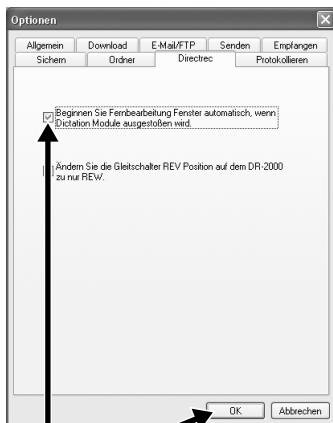 Optionen
Allgemein Download E-Mail/FTP Senden Empfangen
Sichern Ordner Directrec Protokollieren
Beginnen Sie Fernbearbeitung Fenster automatisch, wenn
Dictation Module ausgestoßen wird.
Ändern Sie die Gleitschalter REV Position auf dem DR-2000
zu nur REW.
OK Abbrechen